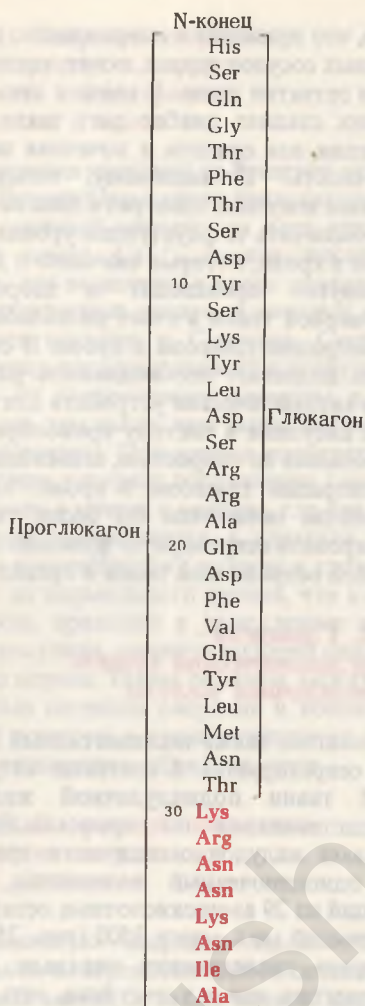 N-конец
His
Ser
Gln
Gly
Thr
Phe
Thr
Ser
Asp
10 Tyr
Ser
Lys
Tyr
Leu
Asp
Глюкагон
Ser
Arg
Arg
Ala
Проглюкагон
20 Gln
Asp
Phe
Val
Gln
Tyr
Leu
Met
Asn
Thr
30 Lys
Arg
Asn
Asn
Lys
Asn
Ile
Ala